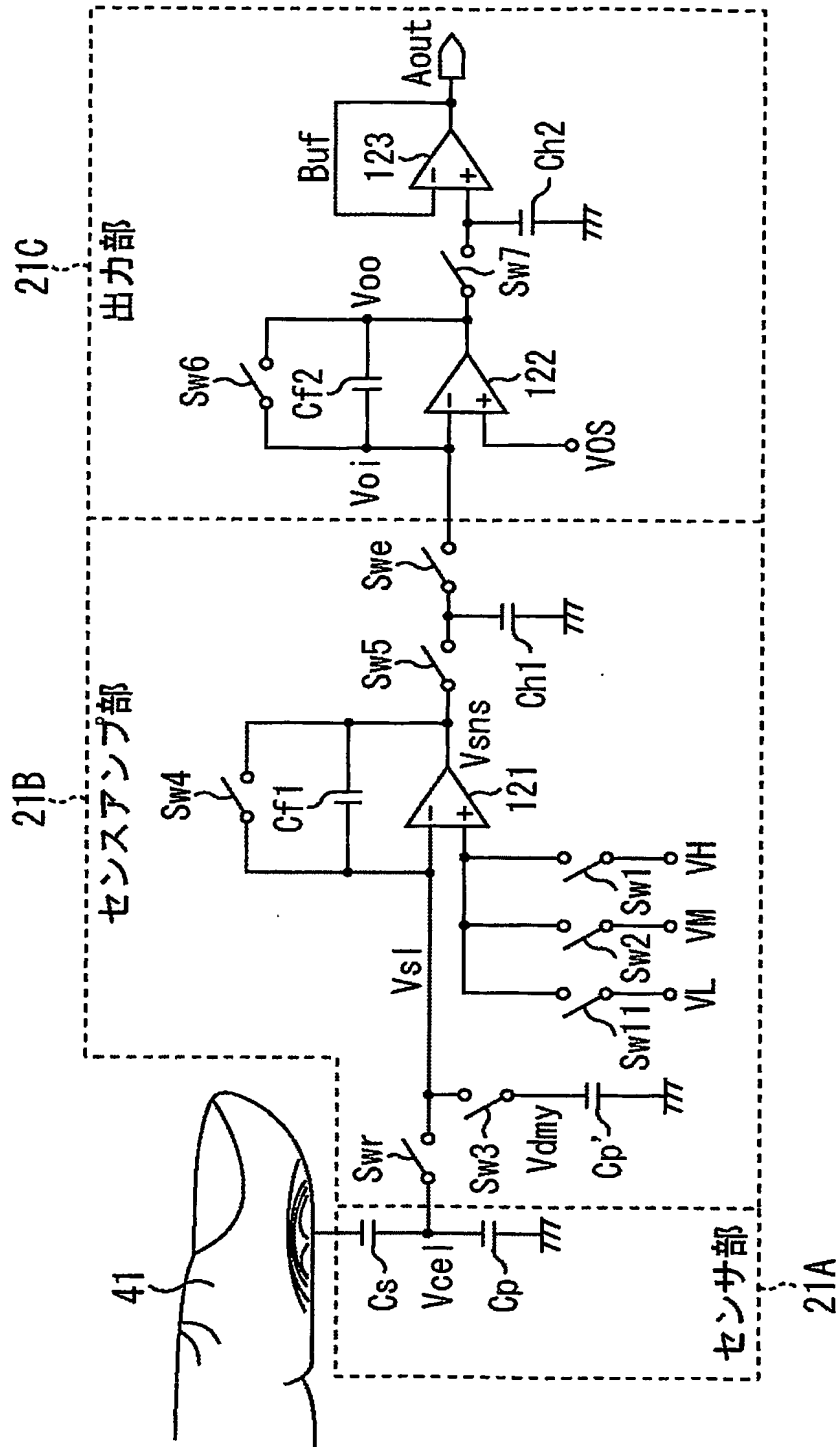 41
21B
センスアンプ部
21C
出力部
Sw4
Cf1
Vsl
121
Vsns
Sw5
Swe
Ch1
Sw6
Cf2
Voi
Voo
122
VOS
Sw7
Buf
123
Aout
Ch2
Swr
Sw3
Vdmy
Cp'
Sw11
Sw2
Sw1
VL
VM
VH
Cs
Vcel
Cp
センサ部
21A